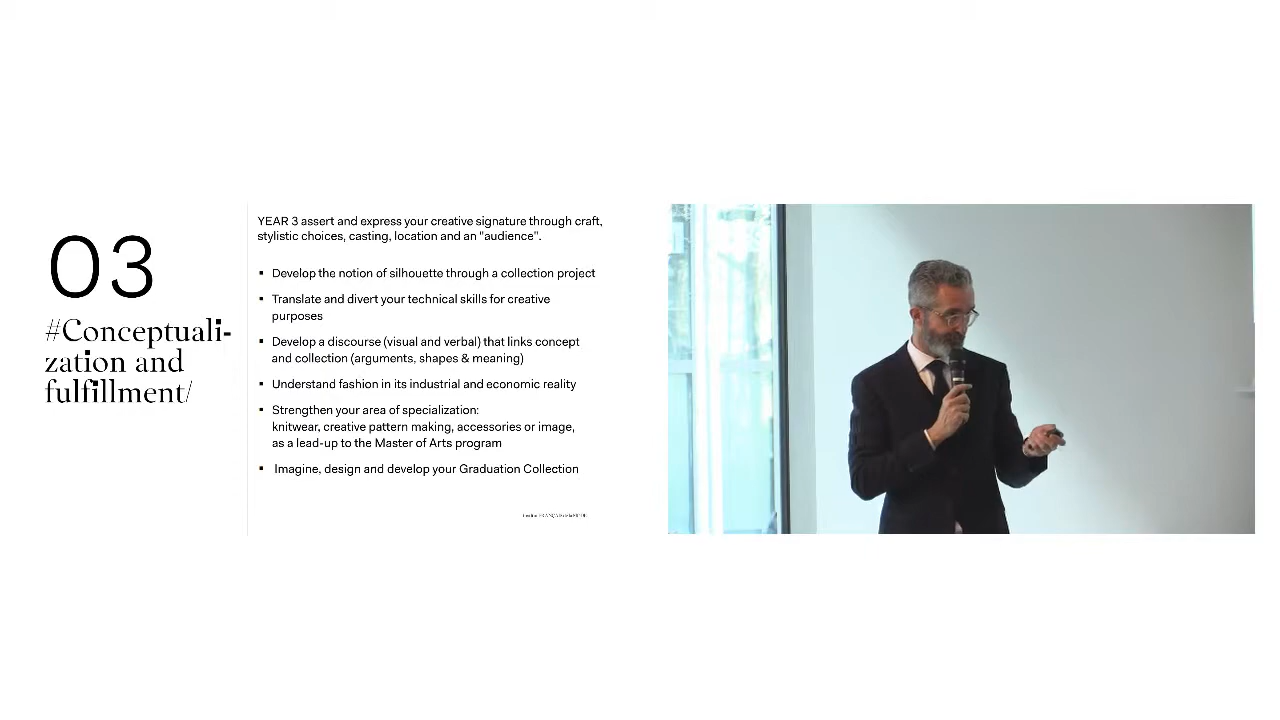 03
#Conceptuali-
zation and
fulfillment/
YEAR 3 assert and express your creative signature through craft,
stylistic choices, casting, location and an "audience".
▪ Develop the notion of silhouette through a collection project
▪ Translate and divert your technical skills for creative
purposes
▪ Develop a discourse (visual and verbal) that links concept
and collection (arguments, shapes & meaning)
▪ Understand fashion in its industrial and economic reality
▪ Strengthen your area of specialization:
knitwear, creative pattern making, accessories or image,
as a lead-up to the Master of Arts program
▪ Imagine, design and develop your Graduation Collection